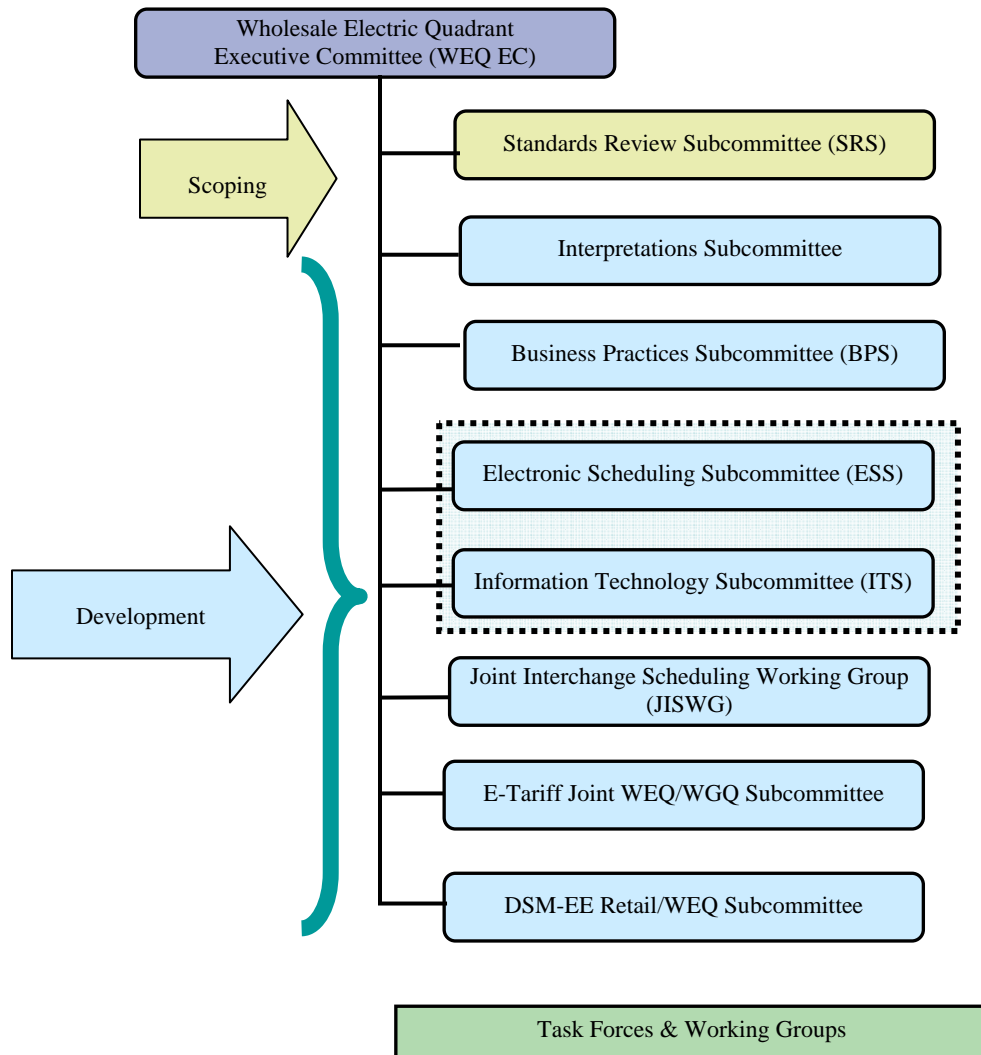 Wholesale Electric Quadrant
Executive Committee (WEQ EC)
Standards Review Subcommittee (SRS)
Scoping
Interpretations Subcommittee
Business Practices Subcommittee (BPS)
Electronic Scheduling Subcommittee (ESS)
Information Technology Subcommittee (ITS)
Development
Joint Interchange Scheduling Working Group
(JISWG)
E-Tariff Joint WEQ/WGQ Subcommittee
DSM-EE Retail/WEQ Subcommittee
Task Forces & Working Groups